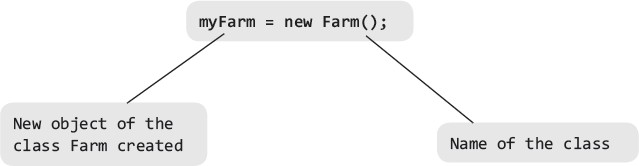 myFarm = new Farm();
New object of the
class Farm created
Name of the class